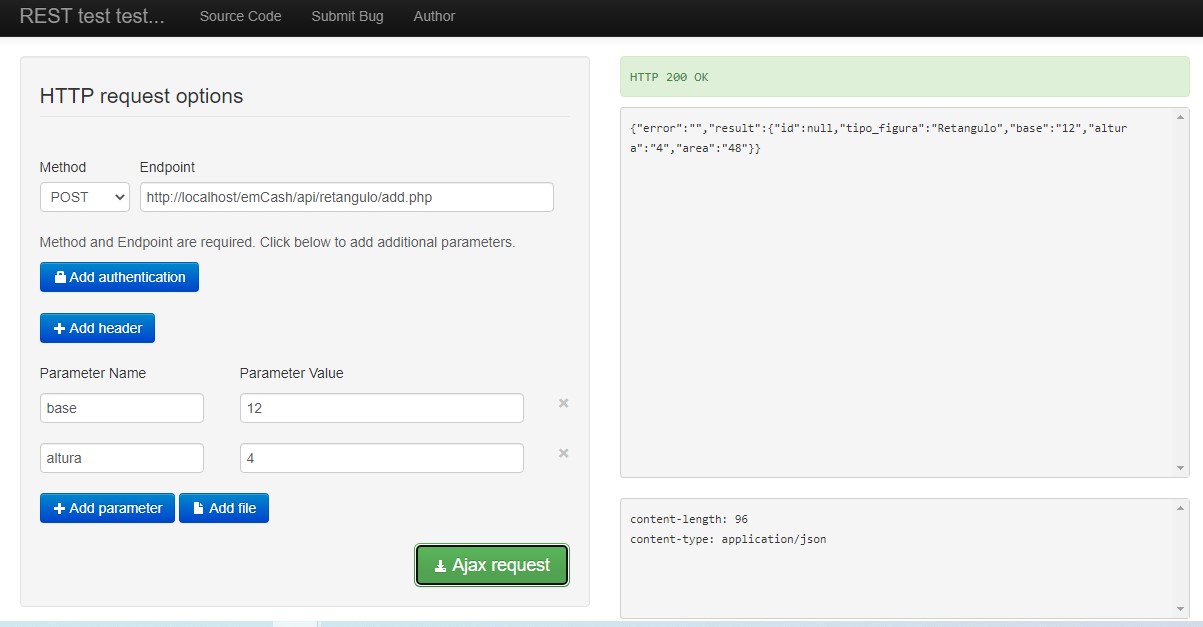 REST test test...
Source Code
Submit Bug
Author
HTTP request options
Method
Endpoint
POST
http://localhost/emCash/api/retangulo/add.php
Method and Endpoint are required. Click below to add additional parameters.
Add authentication
Add header
Parameter Name
Parameter Value
base
12
altura
4
Add parameter
Add file
Ajax request
HTTP 200 OK
{"error":"","result":{"id":null,"tipo_figura":"Retangulo","base":"12","altur
a":"4","area":"48"}}
content-length: 96
content-type: application/json